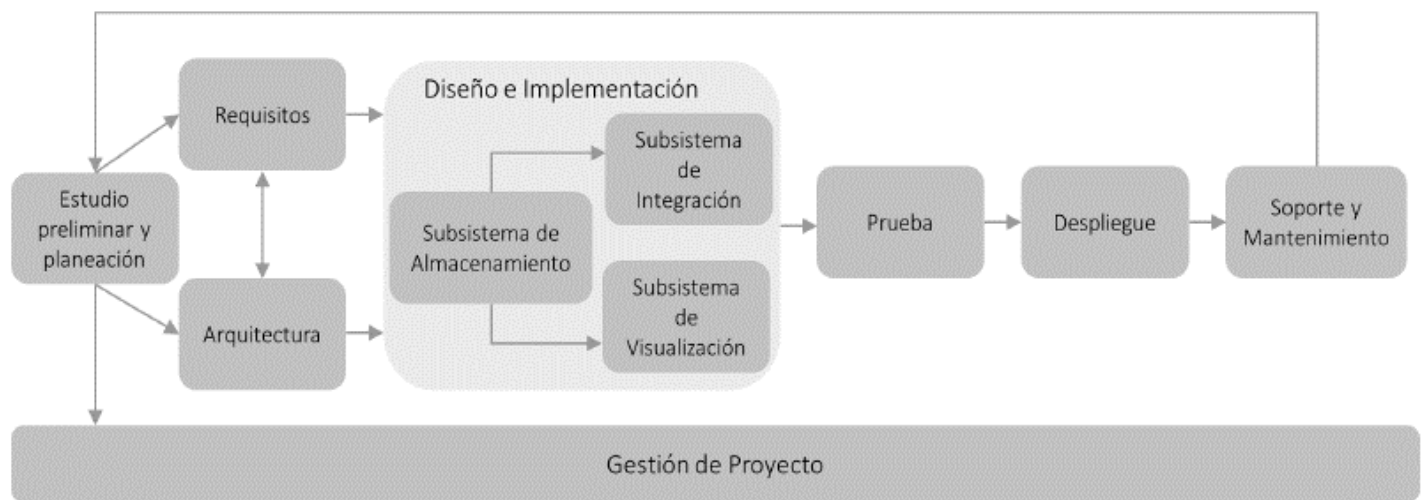 Requisitos
Estudio
preliminar y
planeación
Arquitectura
Diseño e Implementación
Subsistema de
Almacenamiento
Subsistema
de
Integración
Subsistema
de
Visualización
Prueba
Despliegue
Soporte y
Mantenimiento
Gestión de Proyecto